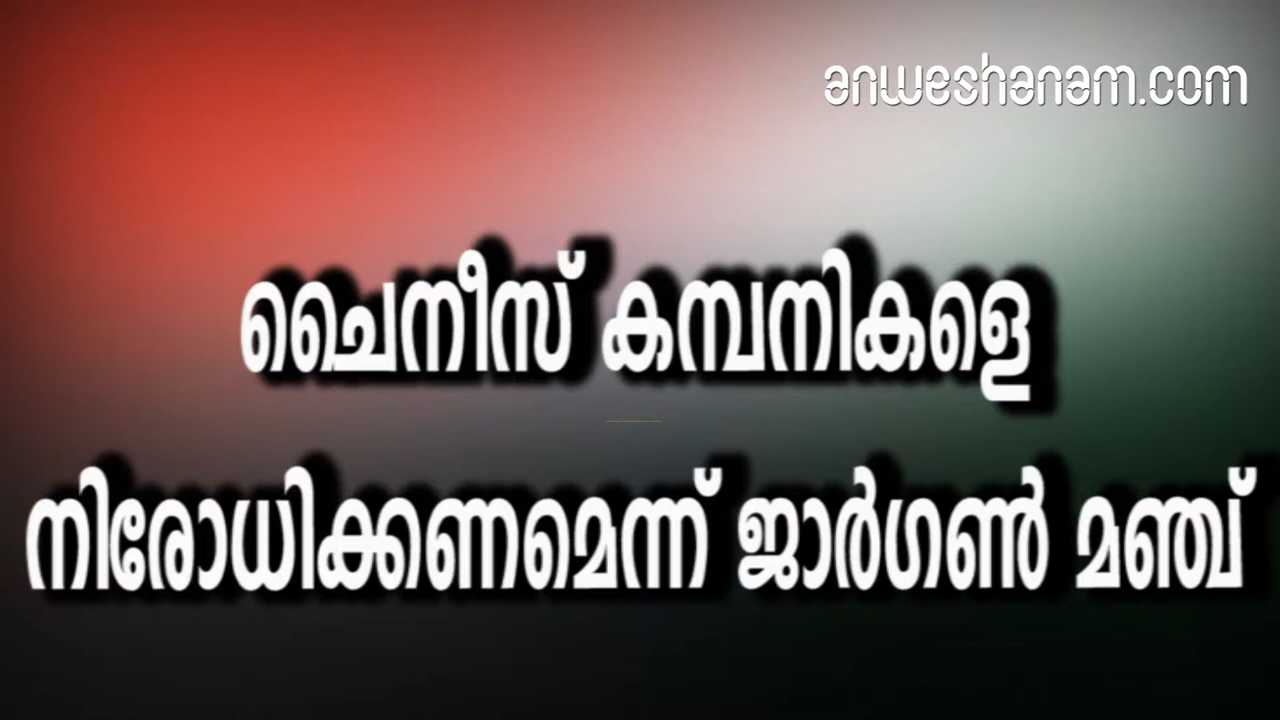 anweshanam.com
ചൈനീസ് കമ്പനികളെ
നിരോധിക്കണമെന്ന് ജാർഗൺ മഞ്ച്